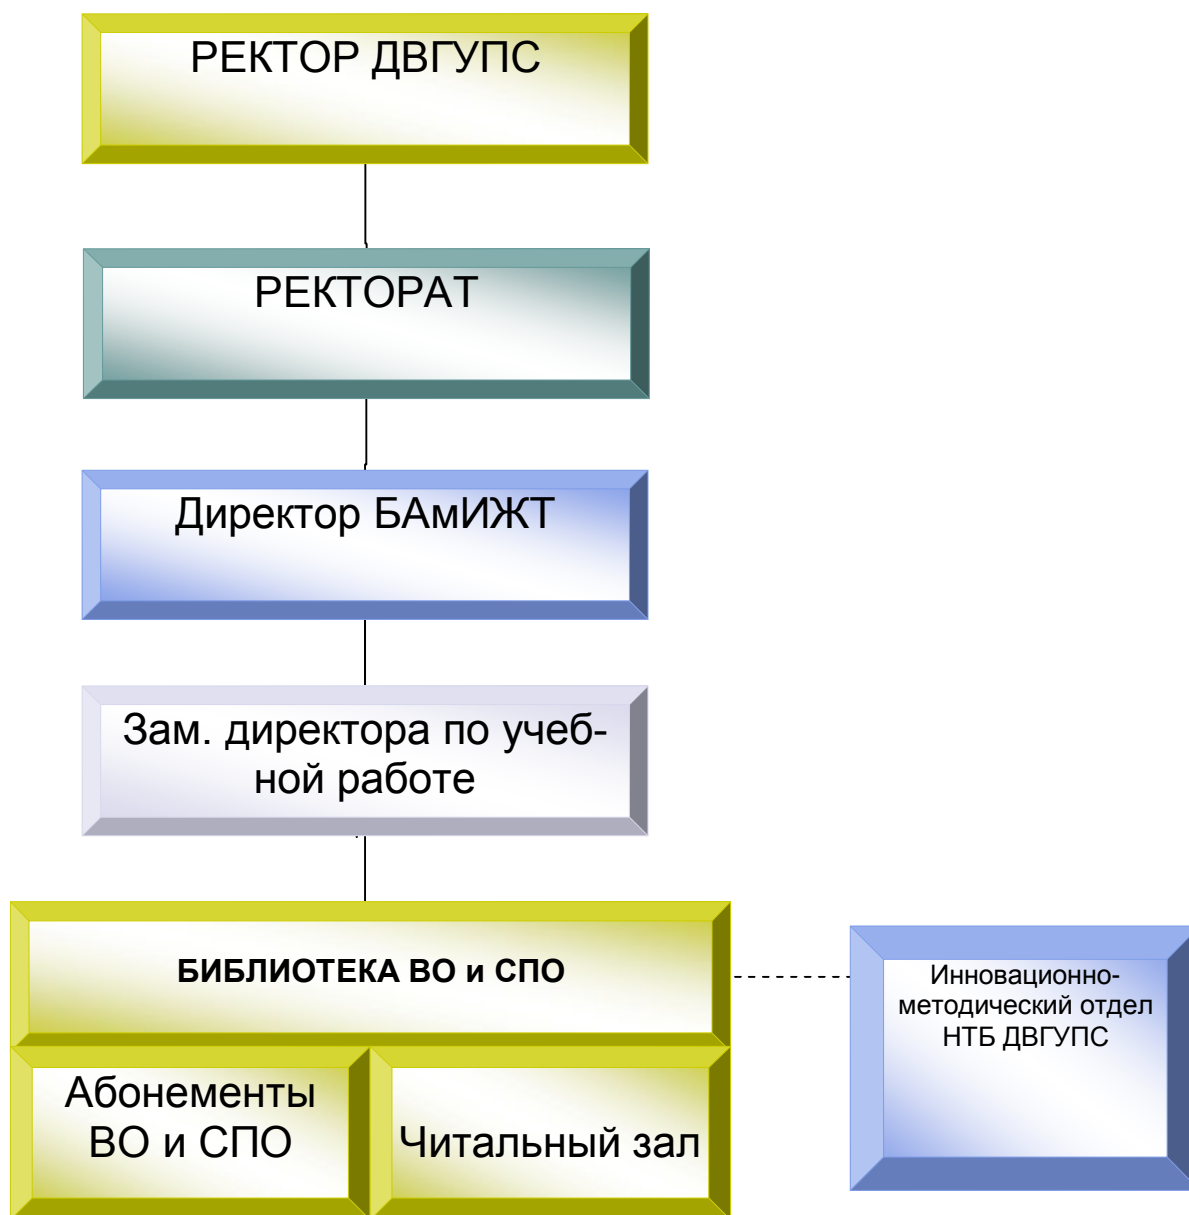 РЕКТОР ДВГУПС
РЕКТОРАТ
Директор БАмИЖТ
Зам. директора по учеб-
ной работе
БИБЛИОТЕКА ВО и СПО
Инновационно-
методический отдел
НТБ ДВГУПС
Абонементы
ВО и СПО
Читальный зал